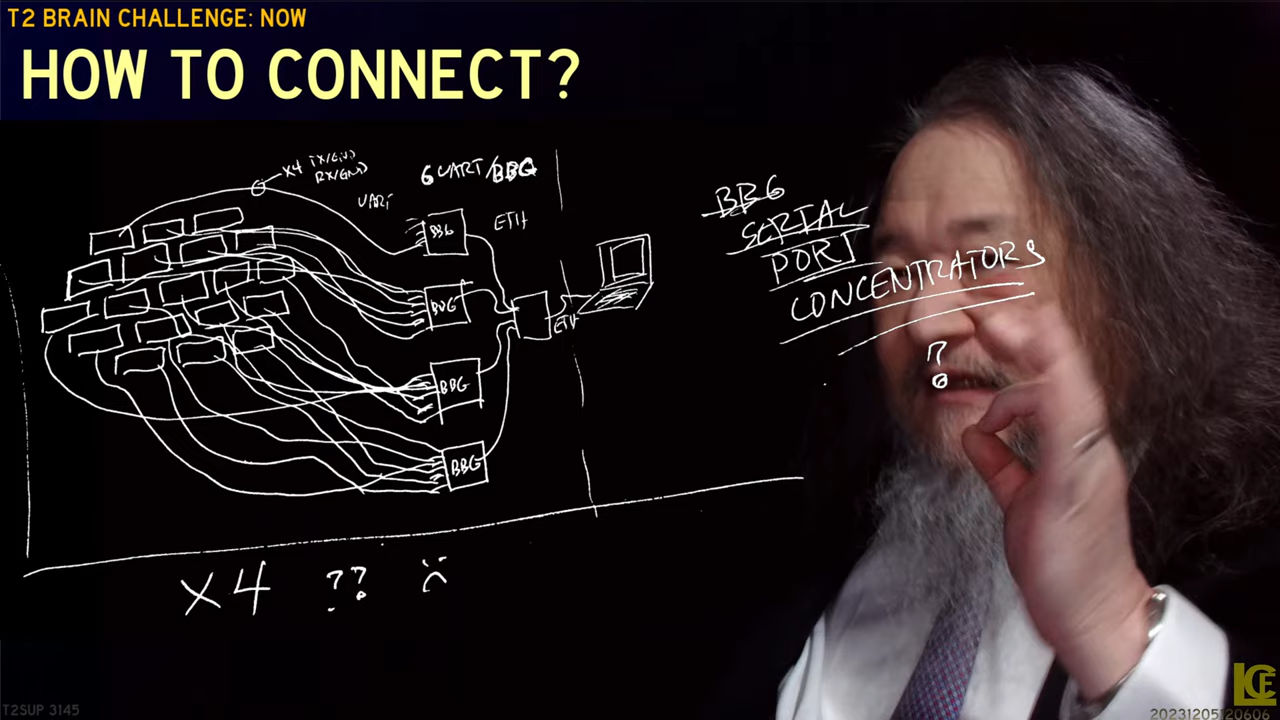 T2 BRAIN CHALLENGE: NOW
HOW TO CONNECT?
X4 TX/GND
RX/GND
6 UART/BBG
UART
BBG
ETH
BBG
ETH
BBG
BBG
BBG
SERIAL
PORT
CONCENTRATORS
?
X4 ??
T2SUP 3145
LCE
20231205120606